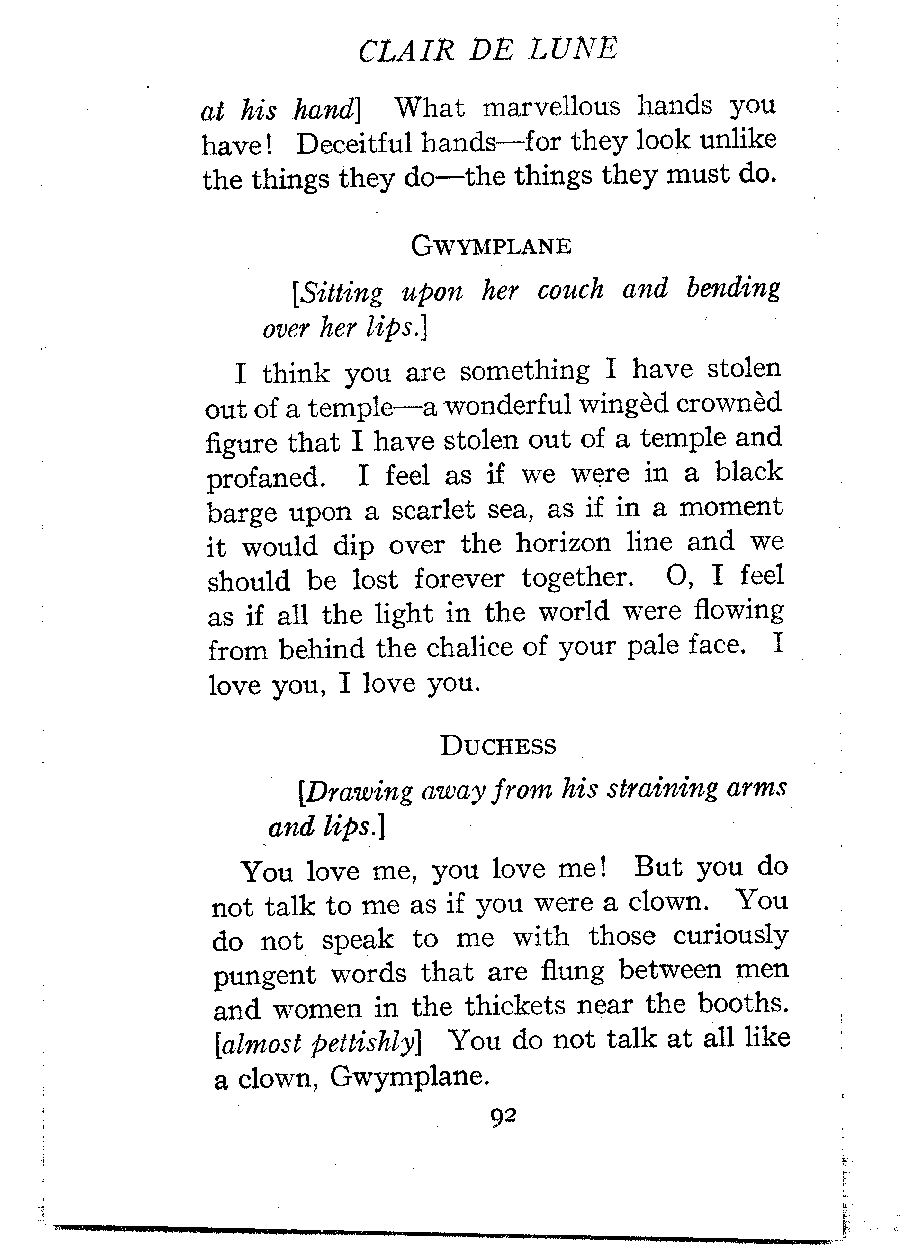 CLAIR DE LUNE
at his hand] What marvellous hands you
have! Deceitful hands—for they look unlike
the things they do—the things they must do.
GWYMPLANE
[Sitting upon her couch and bending
over her lips.]
I think you are something I have stolen
out of a temple—a wonderful wingèd crownèd
figure that I have stolen out of a temple and
profaned. I feel as if we were in a black
barge upon a scarlet sea, as if in a moment
it would dip over the horizon line and we
should be lost forever together. O, I feel
as if all the light in the world were flowing
from behind the chalice of your pale face. I
love you, I love you.
DUCHESS
[Drawing away from his straining arms
and lips.]
You love me, you love me! But you do
not talk to me as if you were a clown. You
do not speak to me with those curiously
pungent words that are flung between men
and women in the thickets near the booths.
[almost pettishly] You do not talk at all like
a clown, Gwymplane.
92